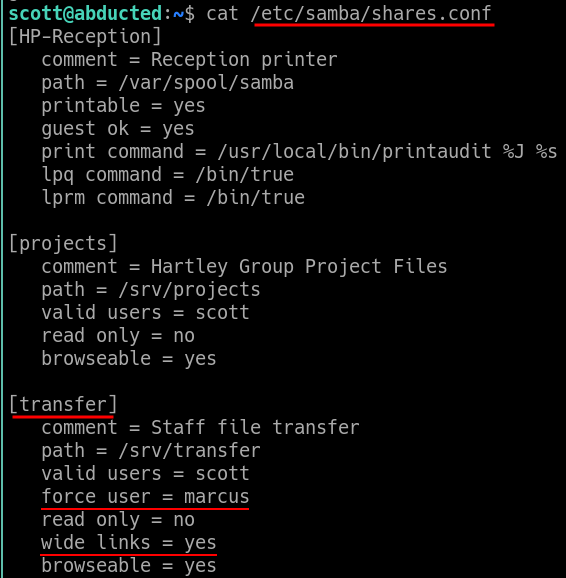 scott@abducted:~$ cat /etc/samba/shares.conf
[HP-Reception]
   comment = Reception printer
   path = /var/spool/samba
   printable = yes
   guest ok = yes
   print command = /usr/local/bin/printaudit %J %s
   lpq command = /bin/true
   lprm command = /bin/true

[projects]
   comment = Hartley Group Project Files
   path = /srv/projects
   valid users = scott
   read only = no
   browseable = yes

[transfer]
   comment = Staff file transfer
   path = /srv/transfer
   valid users = scott
   force user = marcus
   read only = no
   wide links = yes
   browseable = yes